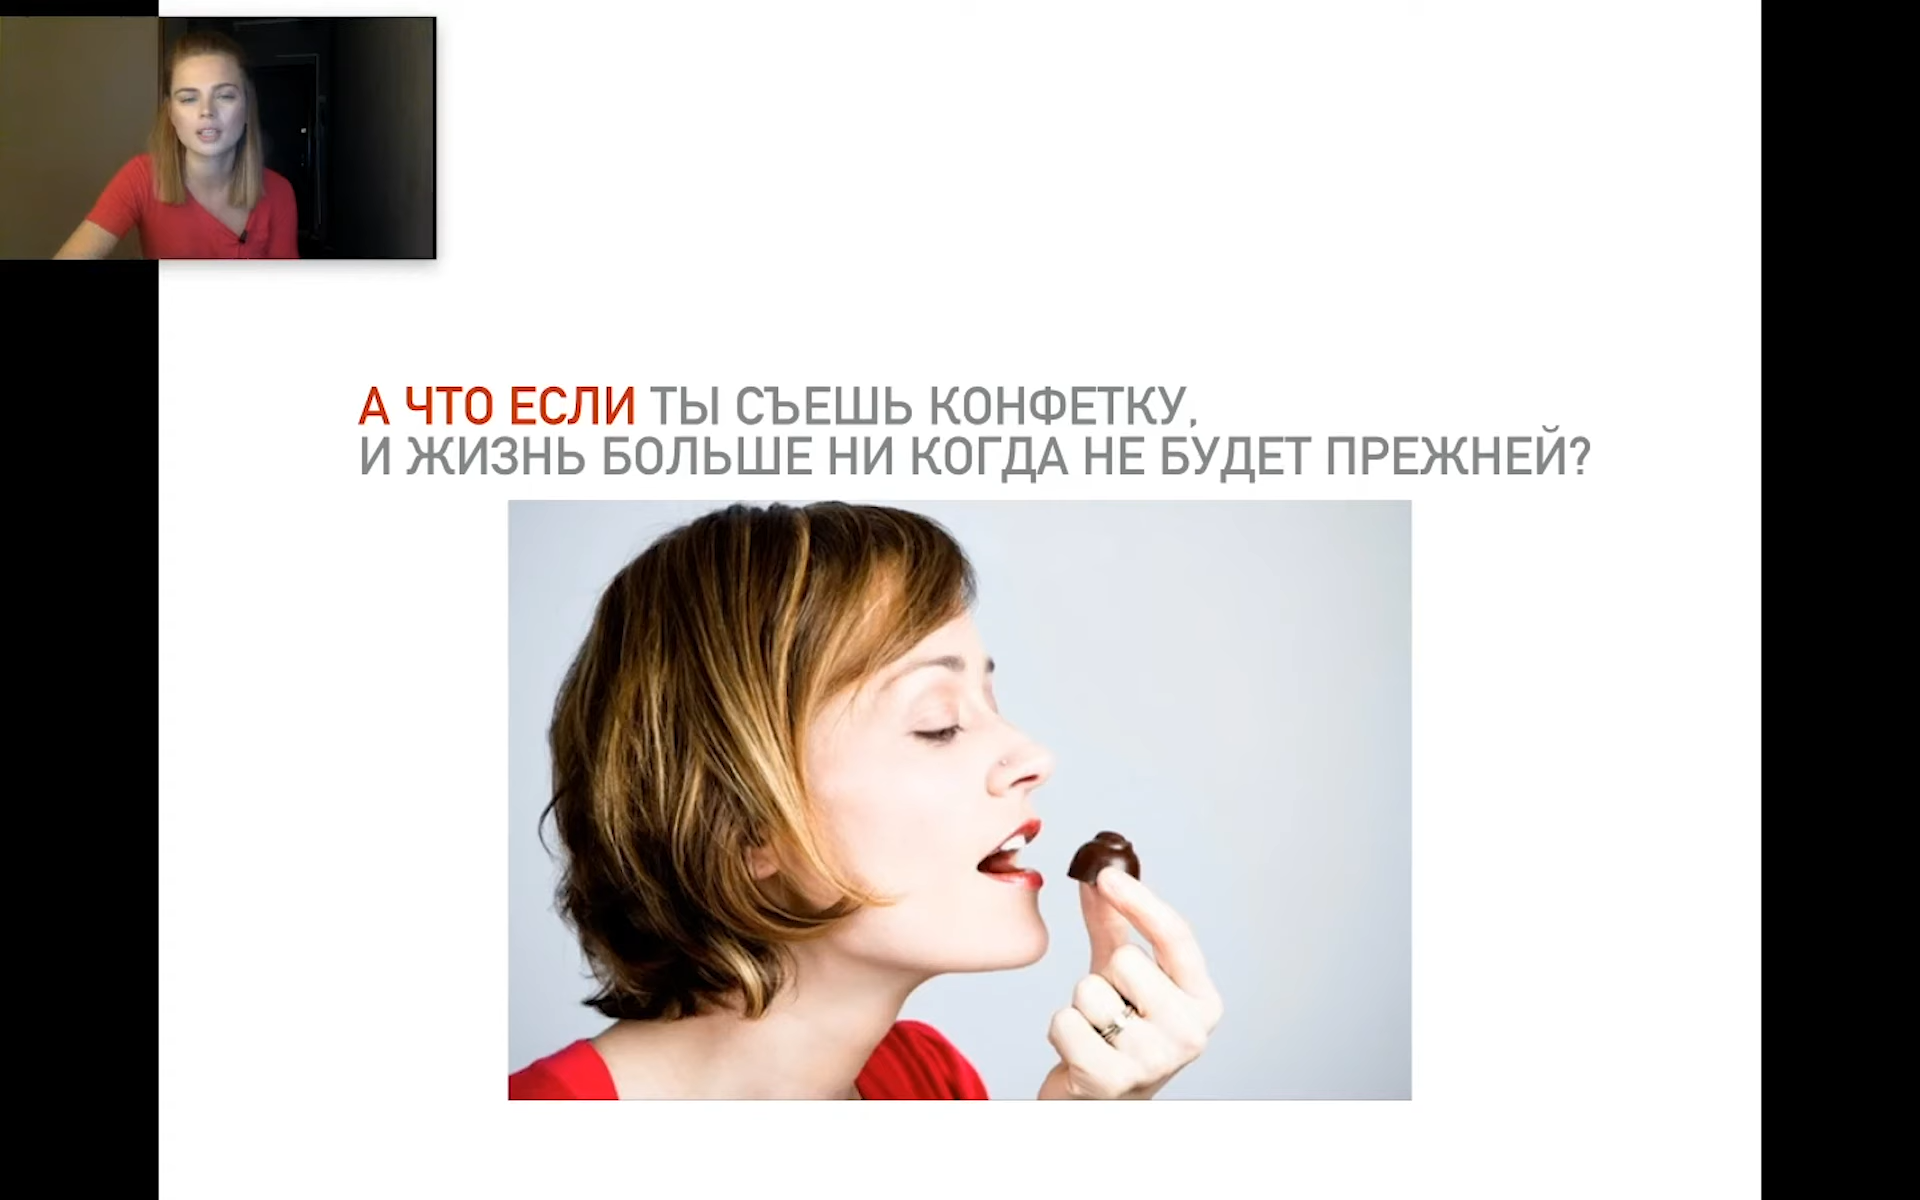 А ЧТО ЕСЛИ ТЫ СЪЕШЬ КОНФЕТКУ,
И ЖИЗНЬ БОЛЬШЕ НИ КОГДА НЕ БУДЕТ ПРЕЖНЕЙ?